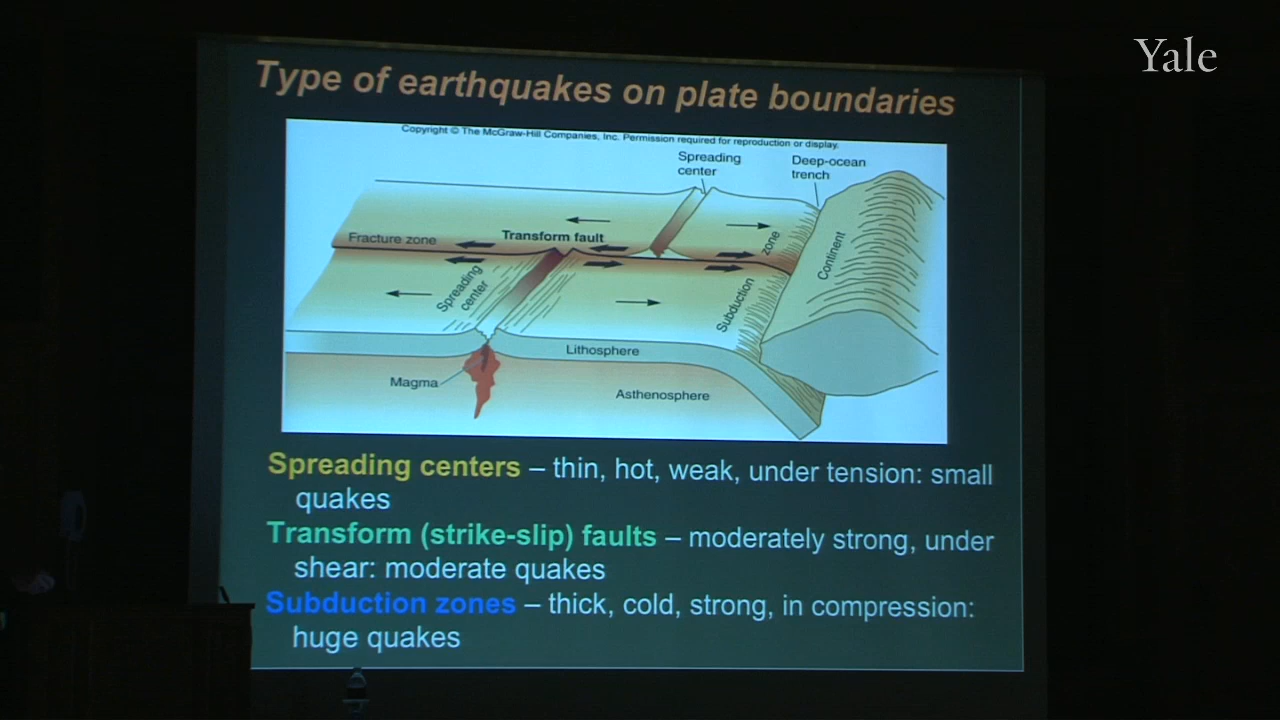 Yale
Type of earthquakes on plate boundaries
Copyright © The McGraw-Hill Companies, Inc. Permission required for reproduction or display.
Spreading
center
Deep-ocean
trench
Fracture zone
Transform fault
zone
Continent
Spreading
center
Subduction
Lithosphere
Magma
Asthenosphere
Spreading centers – thin, hot, weak, under tension: small
quakes
Transform (strike-slip) faults – moderately strong, under
shear: moderate quakes
Subduction zones – thick, cold, strong, in compression:
huge quakes